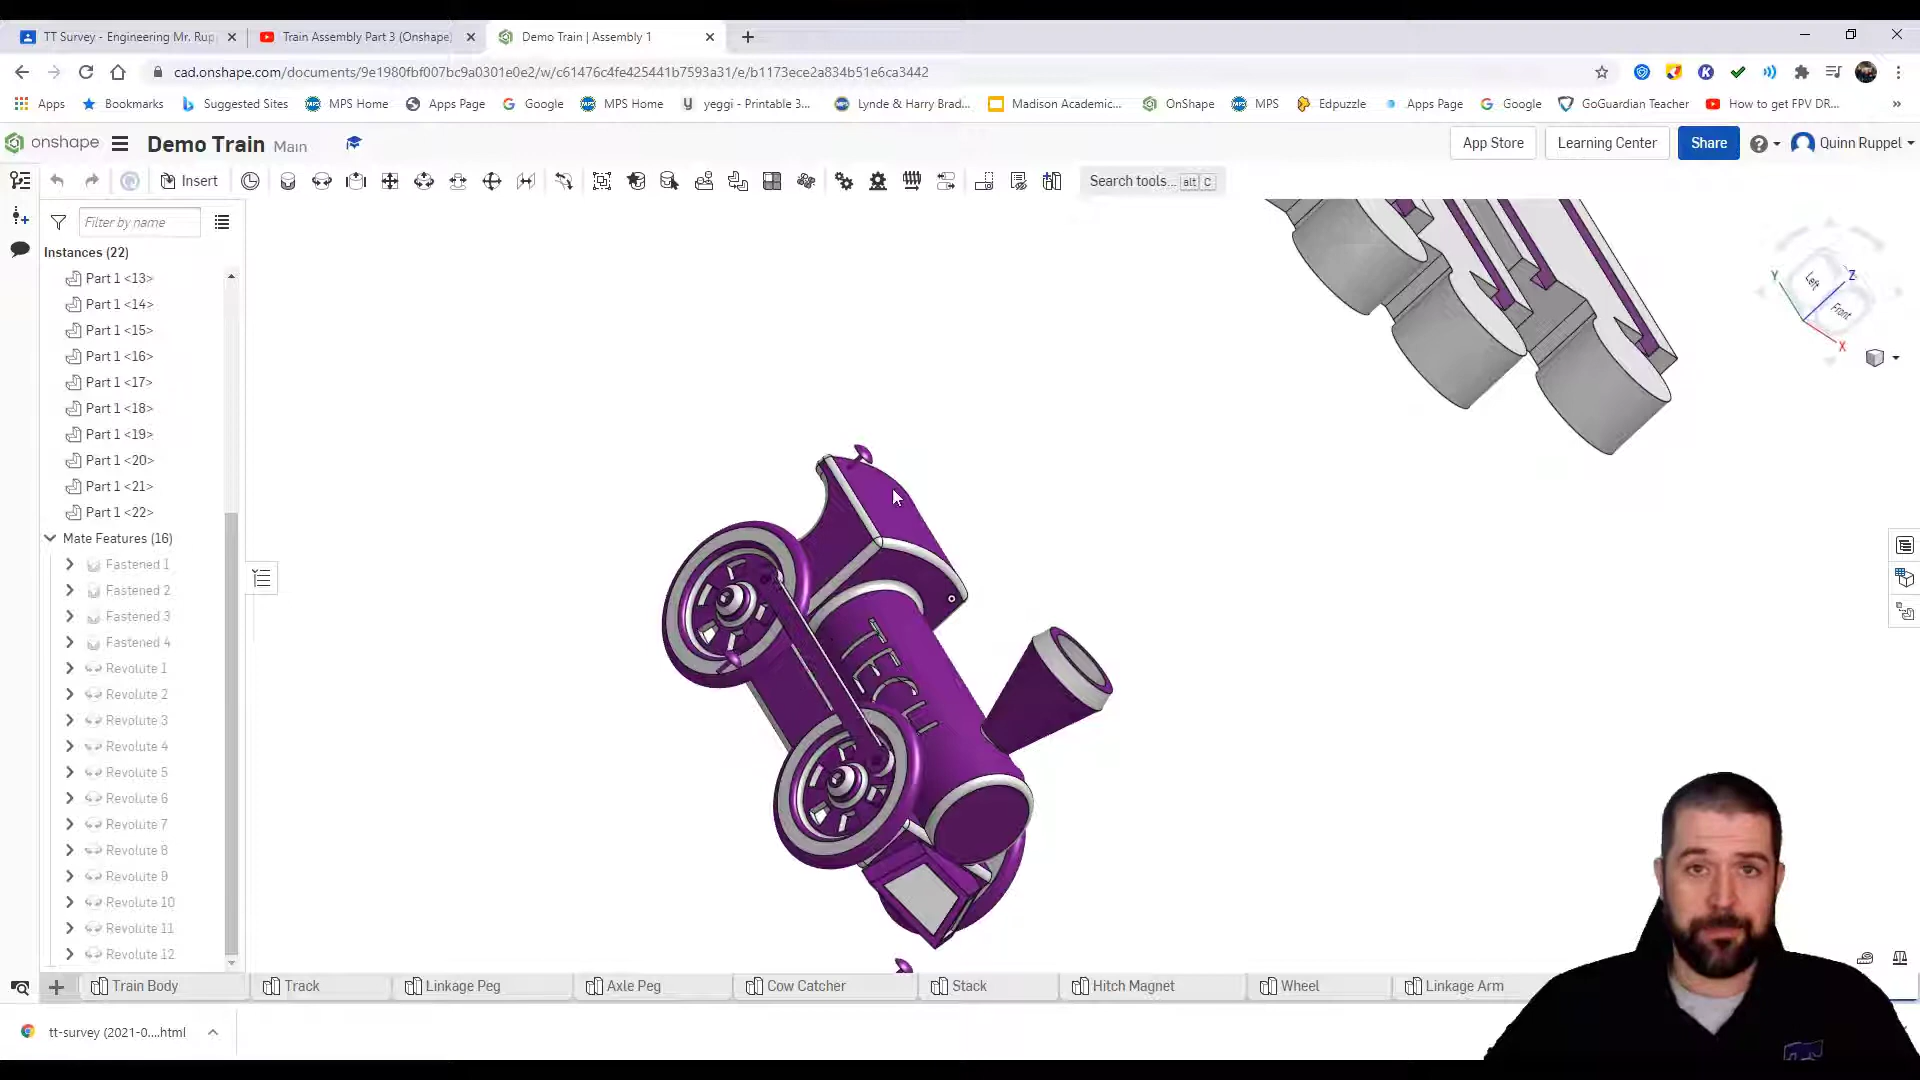 TT Survey - Engineering Mr. Rup
Train Assembly Part 3 (Onshape)
Demo Train | Assembly 1
cad.onshape.com/documents/9e1980fbf007bc9a0301e0e2/w/c61476c4fe425441b7593a31/e/b1173ece2a834b51e6ca3442
Apps
Bookmarks
Suggested Sites
MPS Home
Apps Page
Google
MPS Home
yeggi - Printable 3...
Lynde & Harry Brad...
Madison Academic...
OnShape
MPS
Edpuzzle
Apps Page
Google
GoGuardian Teacher
How to get FPV DR...
onshape
Demo Train Main
App Store
Learning Center
Share
Quinn Ruppel
Insert
Search tools... alt C
Filter by name
Instances (22)
Part 1 <13>
Part 1 <14>
Part 1 <15>
Part 1 <16>
Part 1 <17>
Part 1 <18>
Part 1 <19>
Part 1 <20>
Part 1 <21>
Part 1 <22>
Mate Features (16)
Fastened 1
Fastened 2
Fastened 3
Fastened 4
Revolute 1
Revolute 2
Revolute 3
Revolute 4
Revolute 5
Revolute 6
Revolute 7
Revolute 8
Revolute 9
Revolute 10
Revolute 11
Revolute 12
TECH
Y
Z
Left
Front
X
Train Body
Track
Linkage Peg
Axle Peg
Cow Catcher
Stack
Hitch Magnet
Wheel
Linkage Arm
tt-survey (2021-0....html